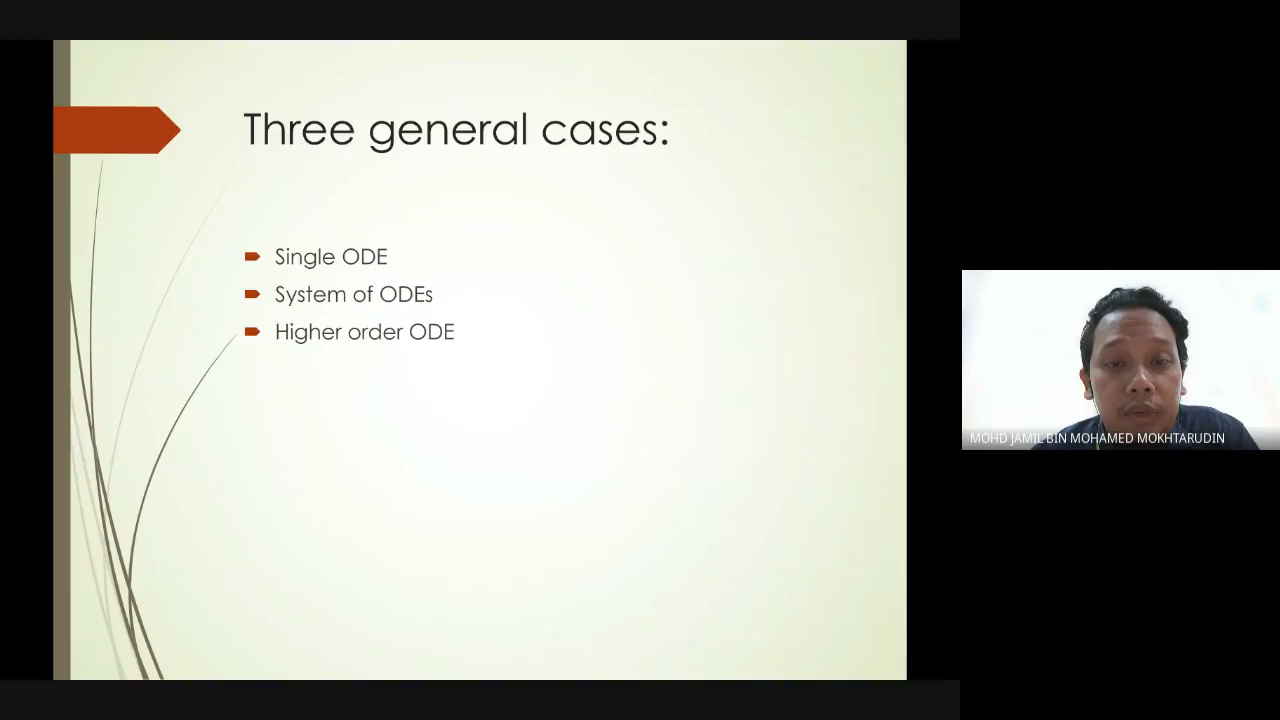 Three general cases:
Single ODE
System of ODEs
Higher order ODE
MOHD JAMIL BIN MOHAMED MOKHTARUDIN